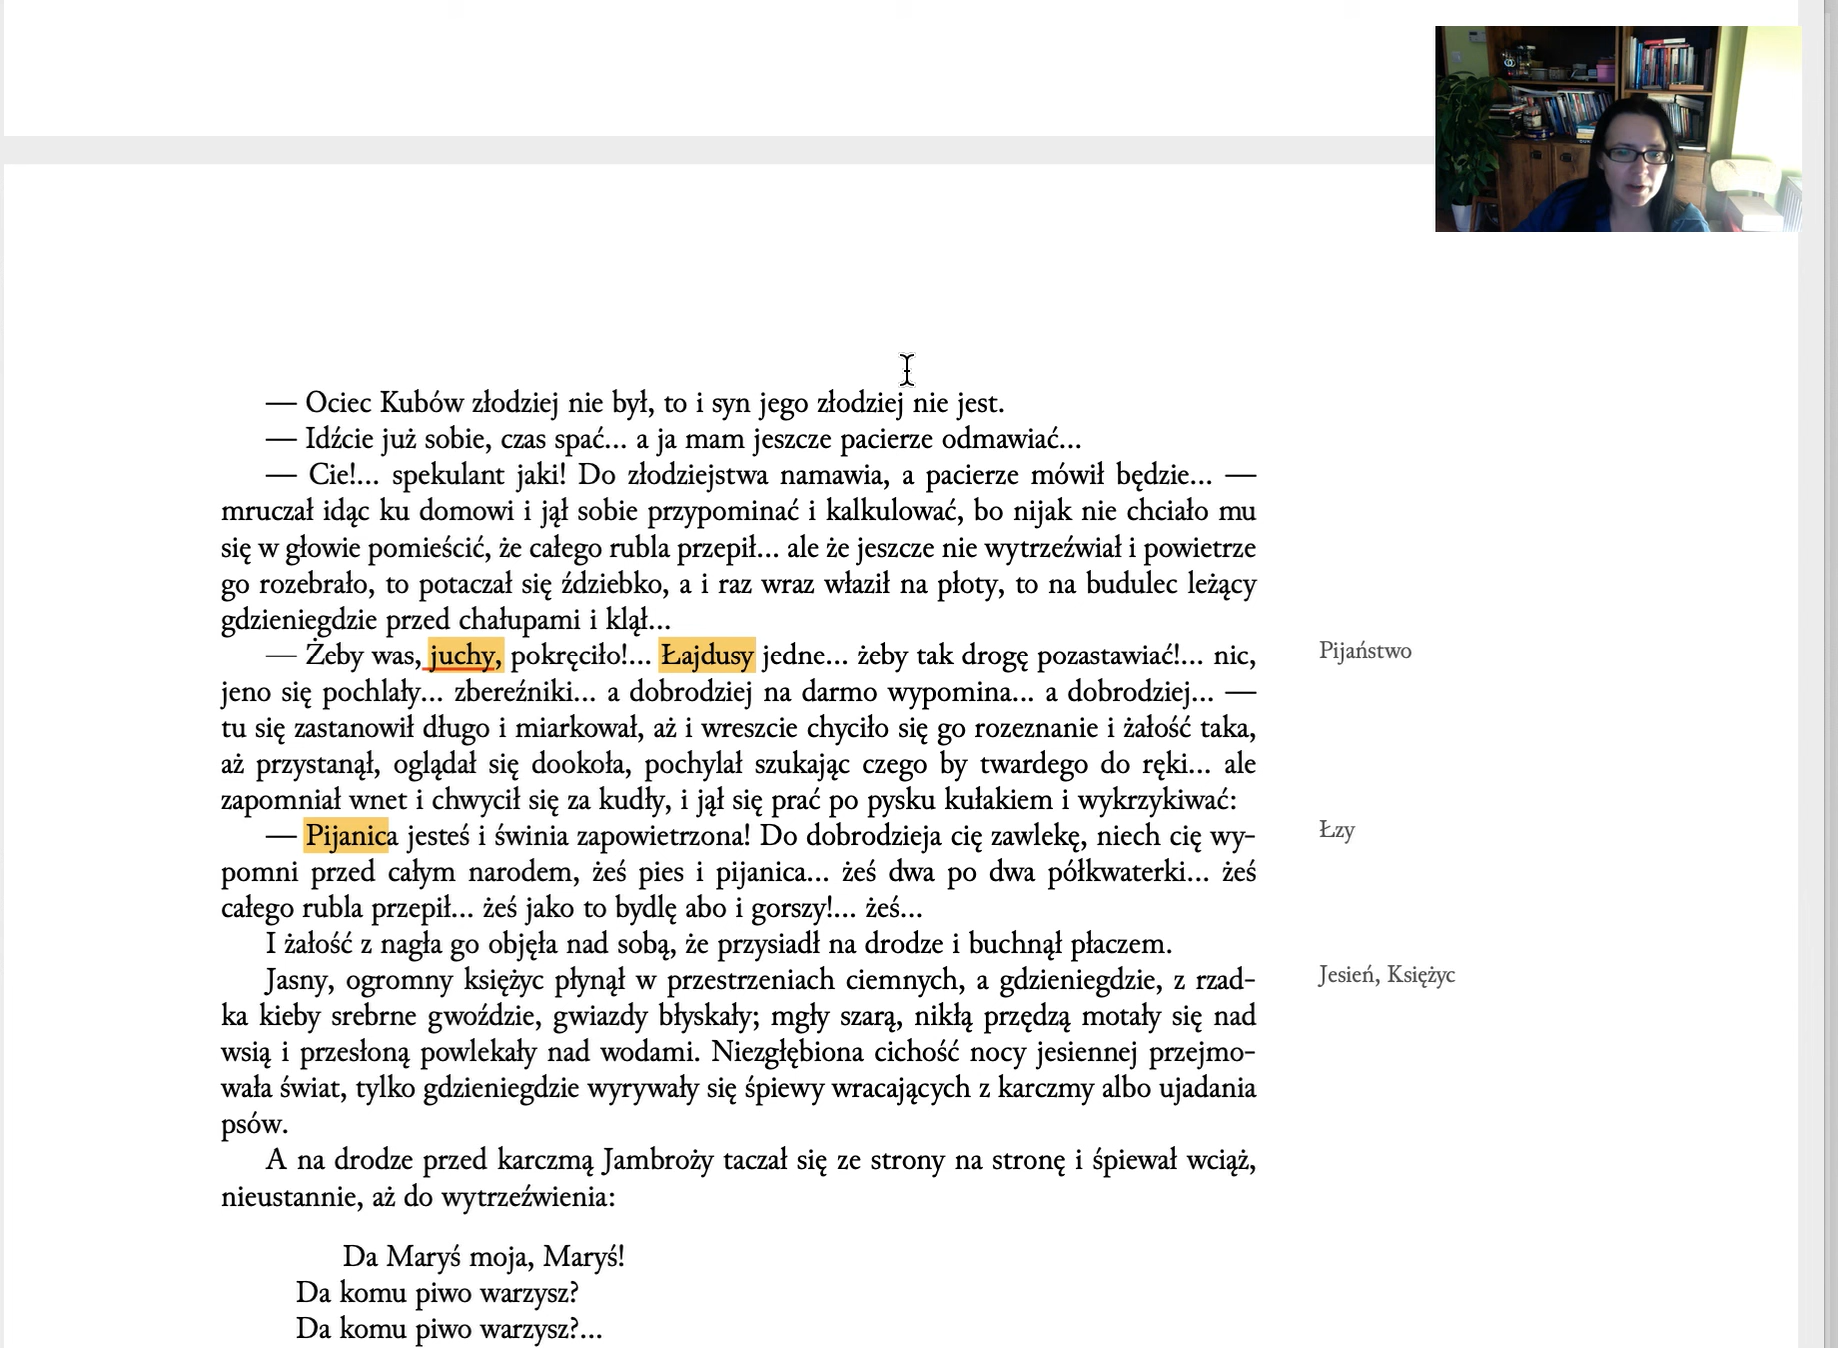 — Ociec Kubów złodziej nie był, to i syn jego złodziej nie jest.
— Idźcie już sobie, czas spać... a ja mam jeszcze pacierze odmawiać...
— Cie!... spekulant jaki! Do złodziejstwa namawia, a pacierze mówił będzie... —
mruczał idąc ku domowi i jął sobie przypominać i kalkulować, bo nijak nie chciało mu
się w głowie pomieścić, że całego rubla przepił... ale że jeszcze nie wytrzeźwiał i powietrze
go rozebrało, to potaczał się ździebko, a i raz wraz właził na płoty, to na budulec leżący
gdzieniegdzie przed chałupami i klął...
— Żeby was, juchy, pokręciło!... Łajdusy jedne... żeby tak drogę pozastawiać!... nic,
Pijaństwo
jeno się pochlały... zbereźniki... a dobrodziej na darmo wypomina... a dobrodziej... —
tu się zastanowił długo i miarkował, aż i wreszcie chyciło się go rozeznanie i żałość taka,
aż przystanął, oglądał się dookoła, pochylał szukając czego by twardego do ręki... ale
zapomniał wnet i chwycił się za kudły, i jął się prać po pysku kułakiem i wykrzykiwać:
— Pijanica jesteś i świnia zapowietrzona! Do dobrodzieja cię zawlekę, niech cię wy-
Łzy
pomni przed całym narodem, żeś pies i pijanica... żeś dwa po dwa półkwaterki... żeś
całego rubla przepił... żeś jako to bydlę abo i gorszy!... żeś...
I żałość z nagła go objęła nad sobą, że przysiadł na drodze i buchnął płaczem.
Jasny, ogromny księżyc płynął w przestrzeniach ciemnych, a gdzieniegdzie, z rzad-
Jesień, Księżyc
ka kieby srebrne gwoździe, gwiazdy błyskały; mgły szarą, nikłą przędzą motały się nad
wsią i przesłoną powlekały nad wodami. Niezgłębiona cichość nocy jesiennej przejmo-
wała świat, tylko gdzieniegdzie wyrywały się śpiewy wracających z karczmy albo ujadania
psów.
A na drodze przed karczmą Jambroży taczał się ze strony na stronę i śpiewał wciąż,
nieustannie, aż do wytrzeźwienia:
Da Maryś moja, Maryś!
Da komu piwo warzysz?
Da komu piwo warzysz?...